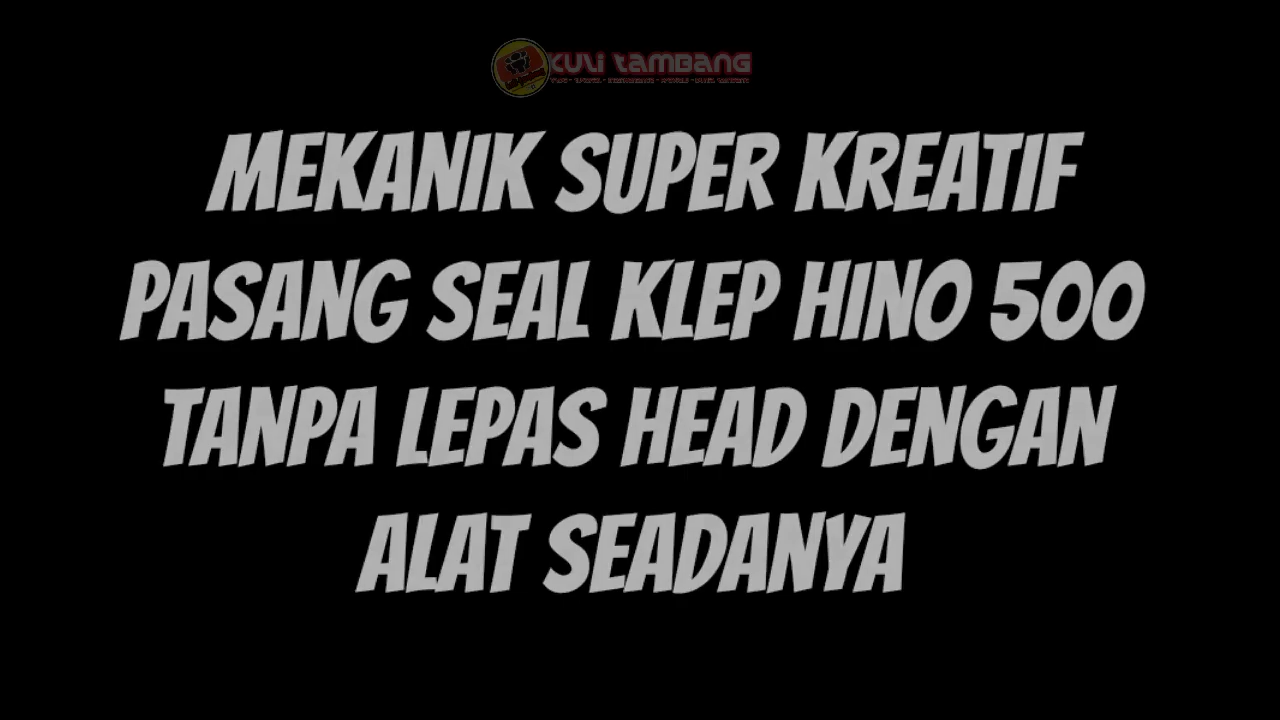 KULI TAMBANG
MEKANIK SUPER KREATIF
PASANG SEAL KLEP HINO 500
TANPA LEPAS HEAD DENGAN
ALAT SEADANYA